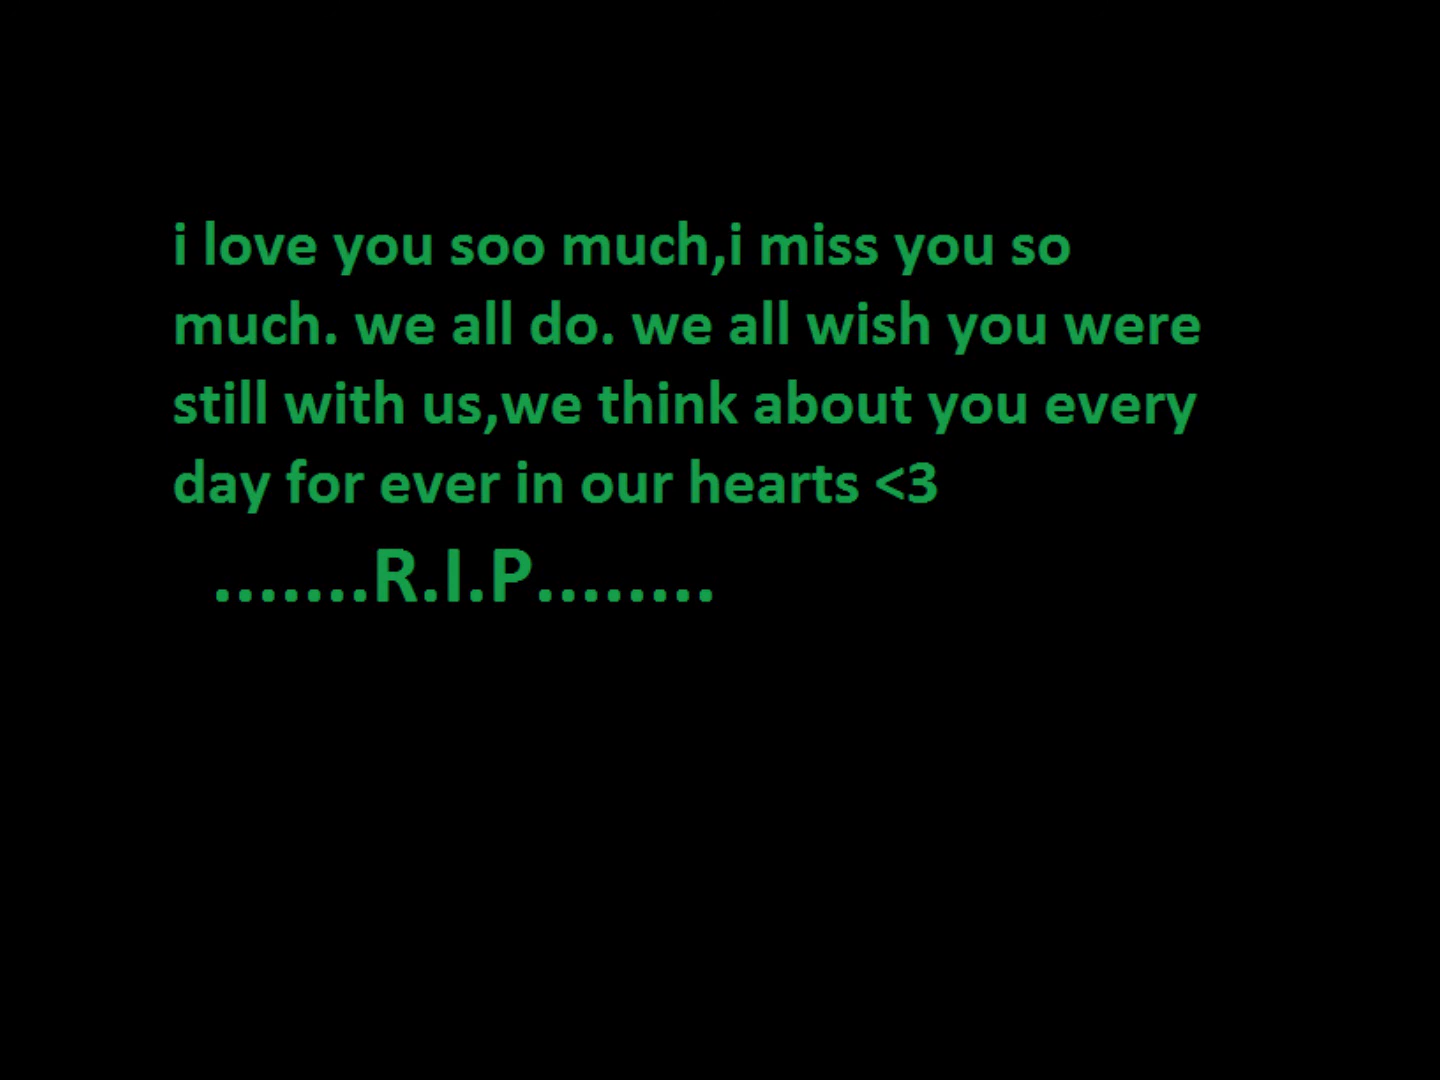 i love you soo much,i miss you so
much. we all do. we all wish you were
still with us,we think about you every
day for ever in our hearts <3
.......R.I.P........